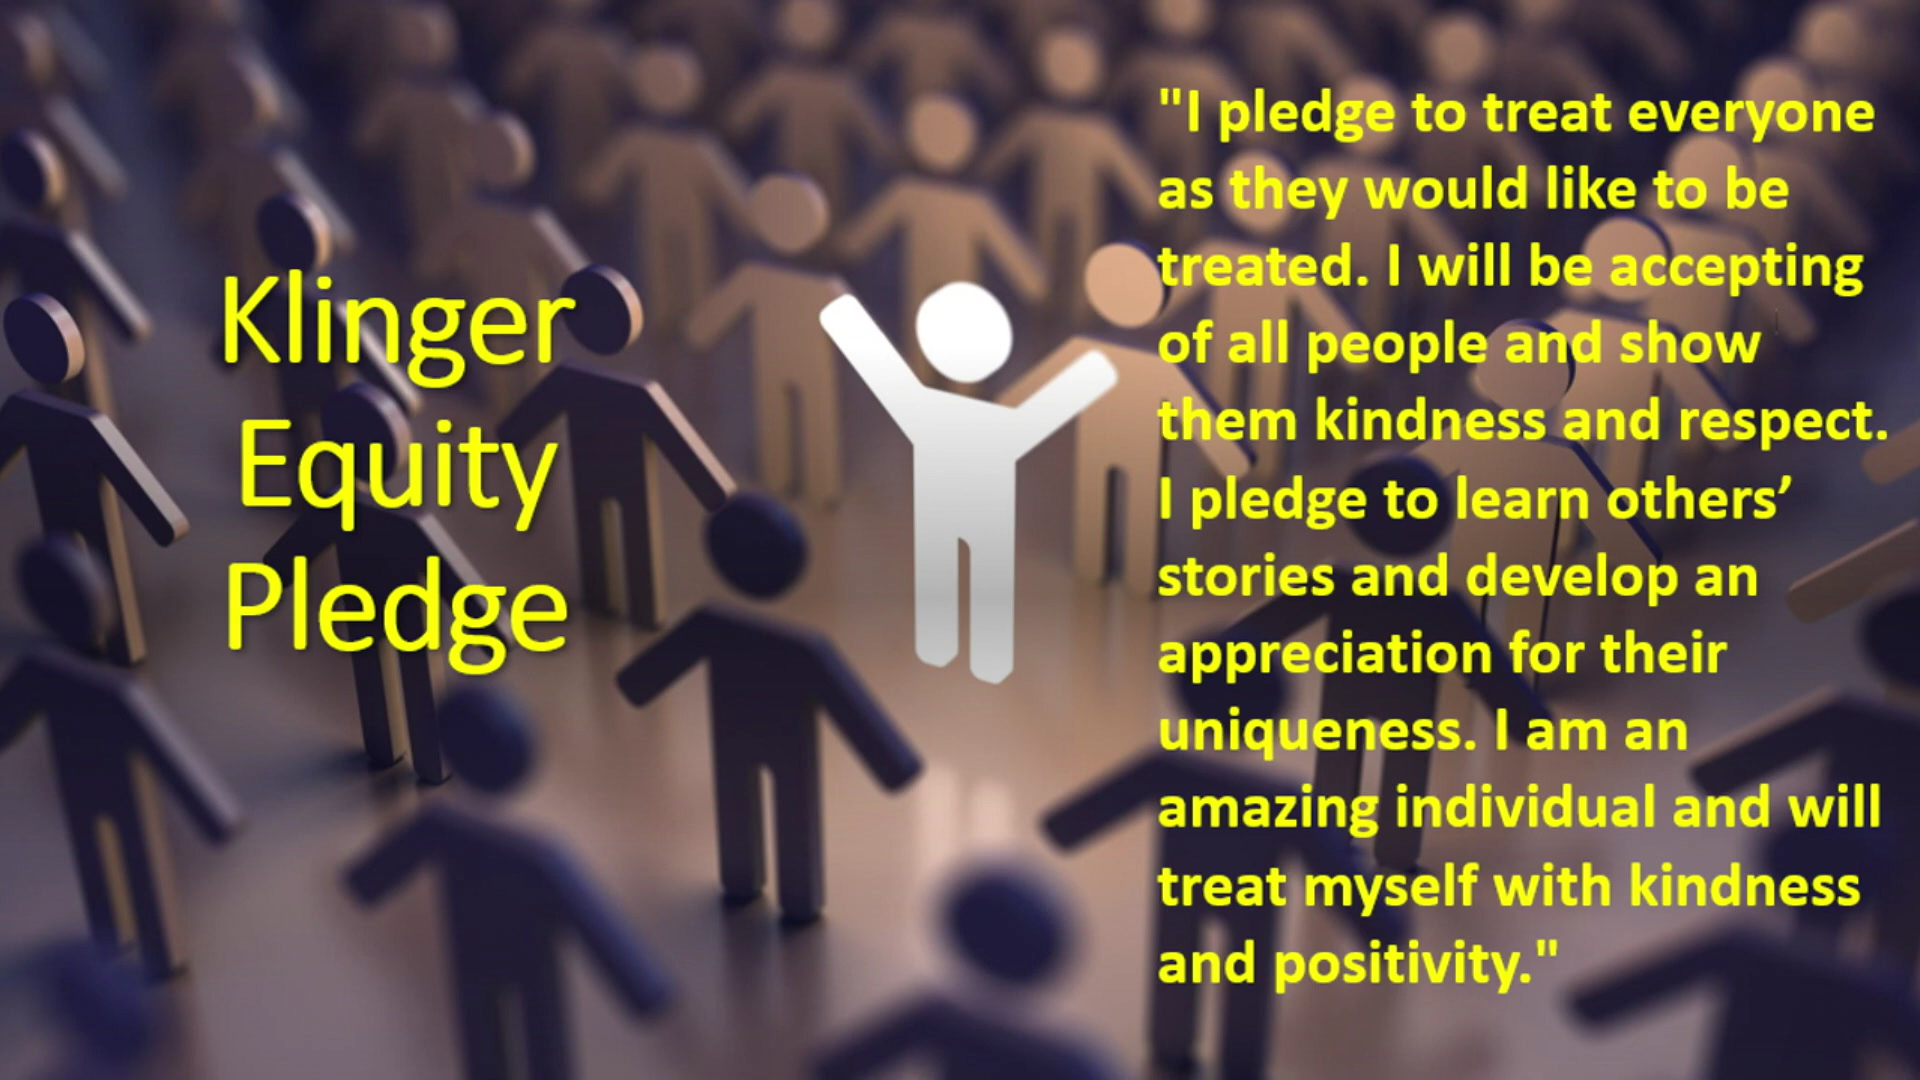 Klinger
Equity
Pledge
"I pledge to treat everyone
as they would like to be
treated. I will be accepting
of all people and show
them kindness and respect.
I pledge to learn others’
stories and develop an
appreciation for their
uniqueness. I am an
amazing individual and will
treat myself with kindness
and positivity."